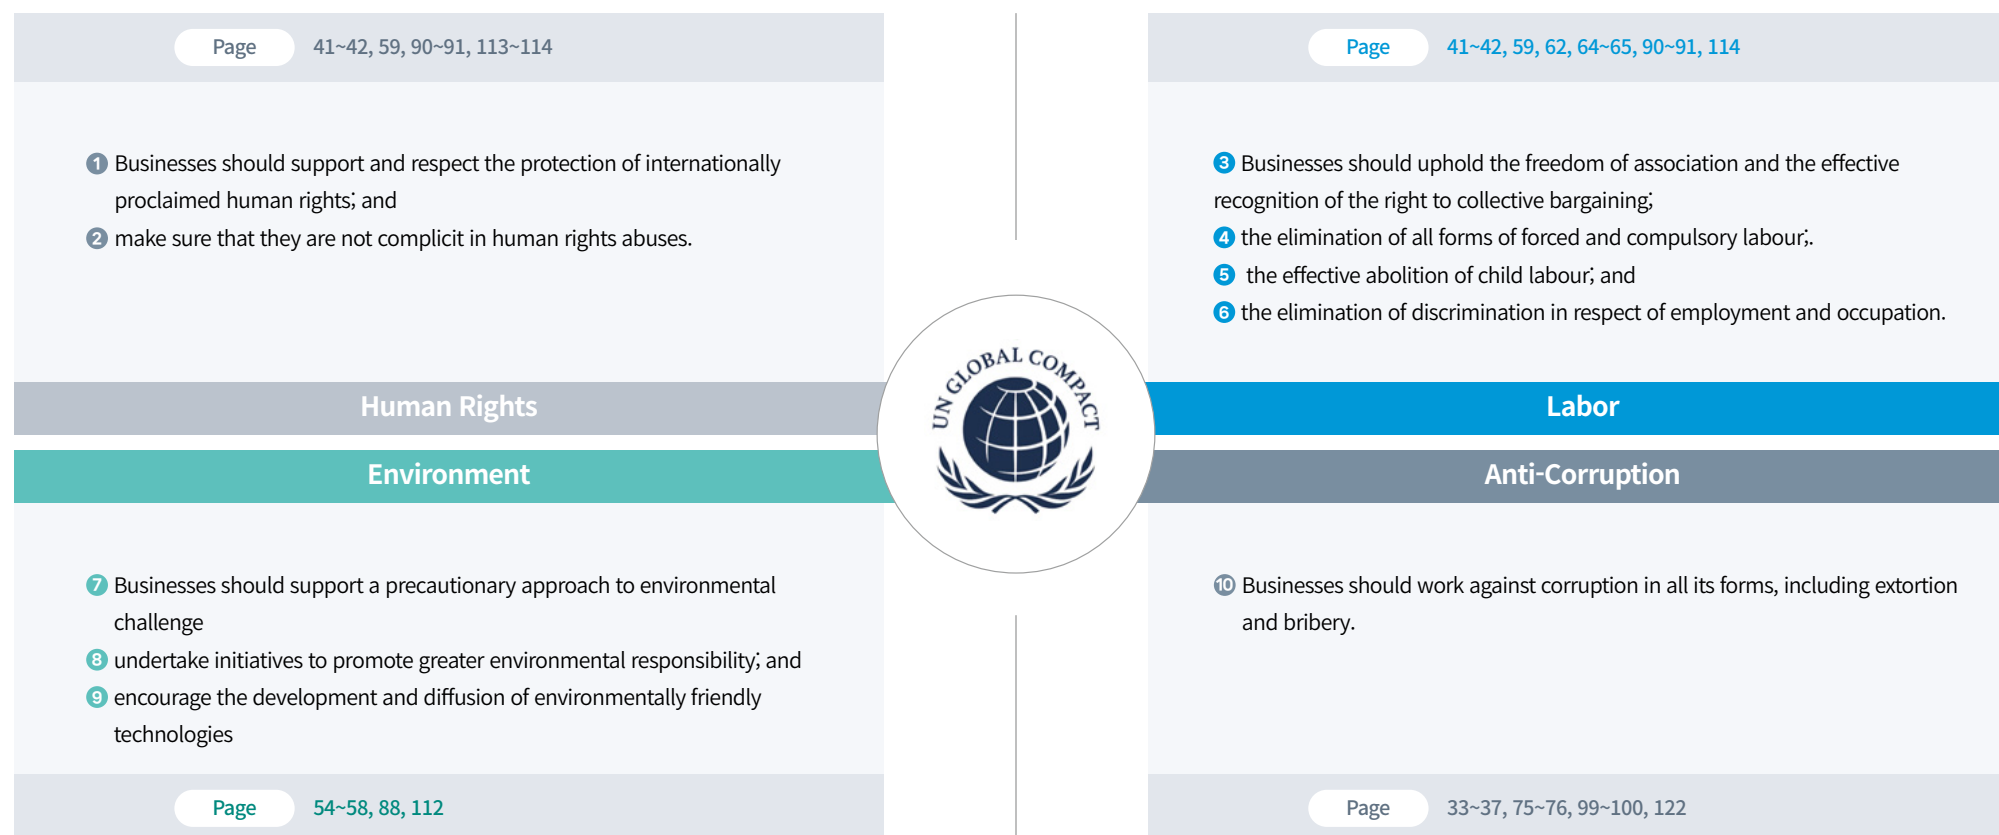 Page 41~42, 59, 90~91, 113~114
1 Businesses should support and respect the protection of internationally
proclaimed human rights; and
2 make sure that they are not complicit in human rights abuses.
Human Rights
Page 41~42, 59, 62, 64~65, 90~91, 114
3 Businesses should uphold the freedom of association and the effective
recognition of the right to collective bargaining;
4 the elimination of all forms of forced and compulsory labour;.
5 the effective abolition of child labour; and
6 the elimination of discrimination in respect of employment and occupation.
Labor
UN GLOBAL COMPACT
Environment
7 Businesses should support a precautionary approach to environmental
challenge
8 undertake initiatives to promote greater environmental responsibility; and
9 encourage the development and diffusion of environmentally friendly
technologies
Page 54~58, 88, 112
Anti-Corruption
10 Businesses should work against corruption in all its forms, including extortion
and bribery.
Page 33~37, 75~76, 99~100, 122